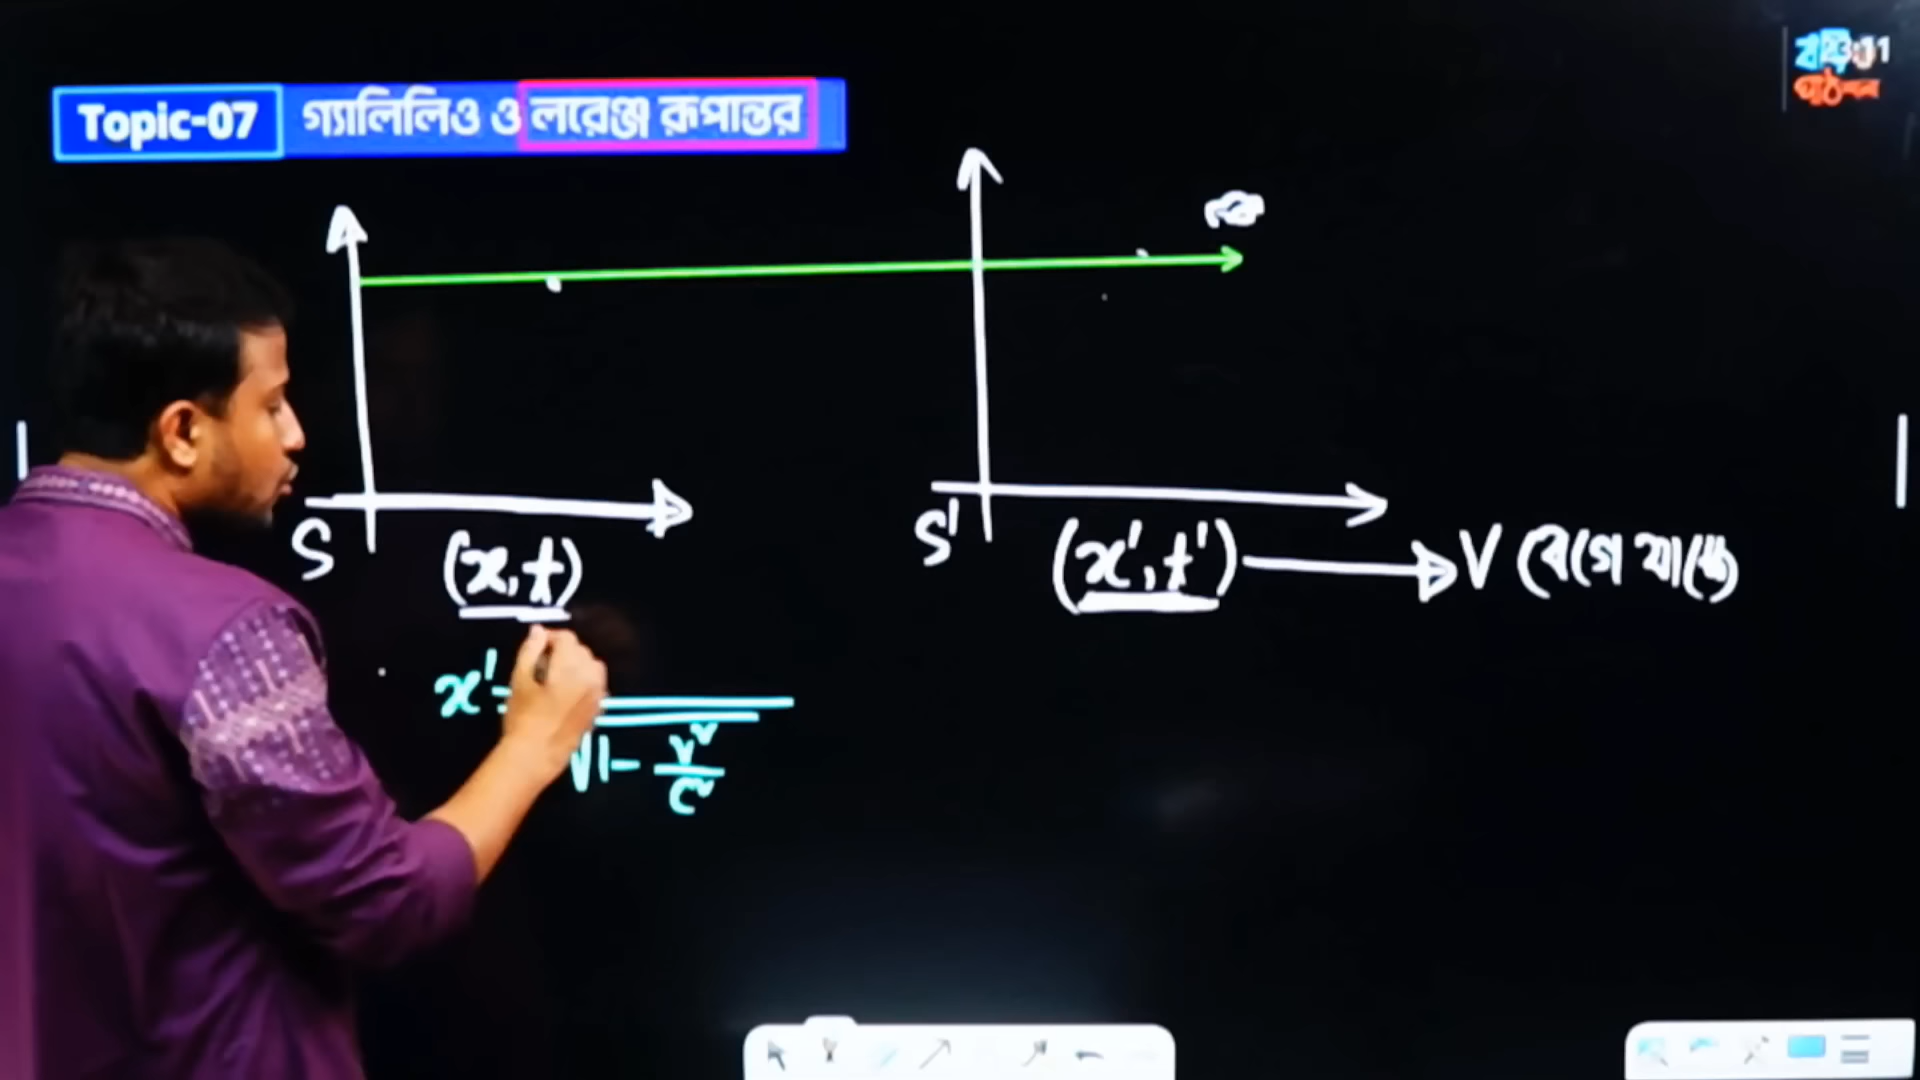 Topic-07 গ্যালিলিও ও লরেঞ্জ রূপান্তর
S
(x,t)
S'
(x',t') V বেগে যাচ্ছে
x' =
√1 - v²/c²